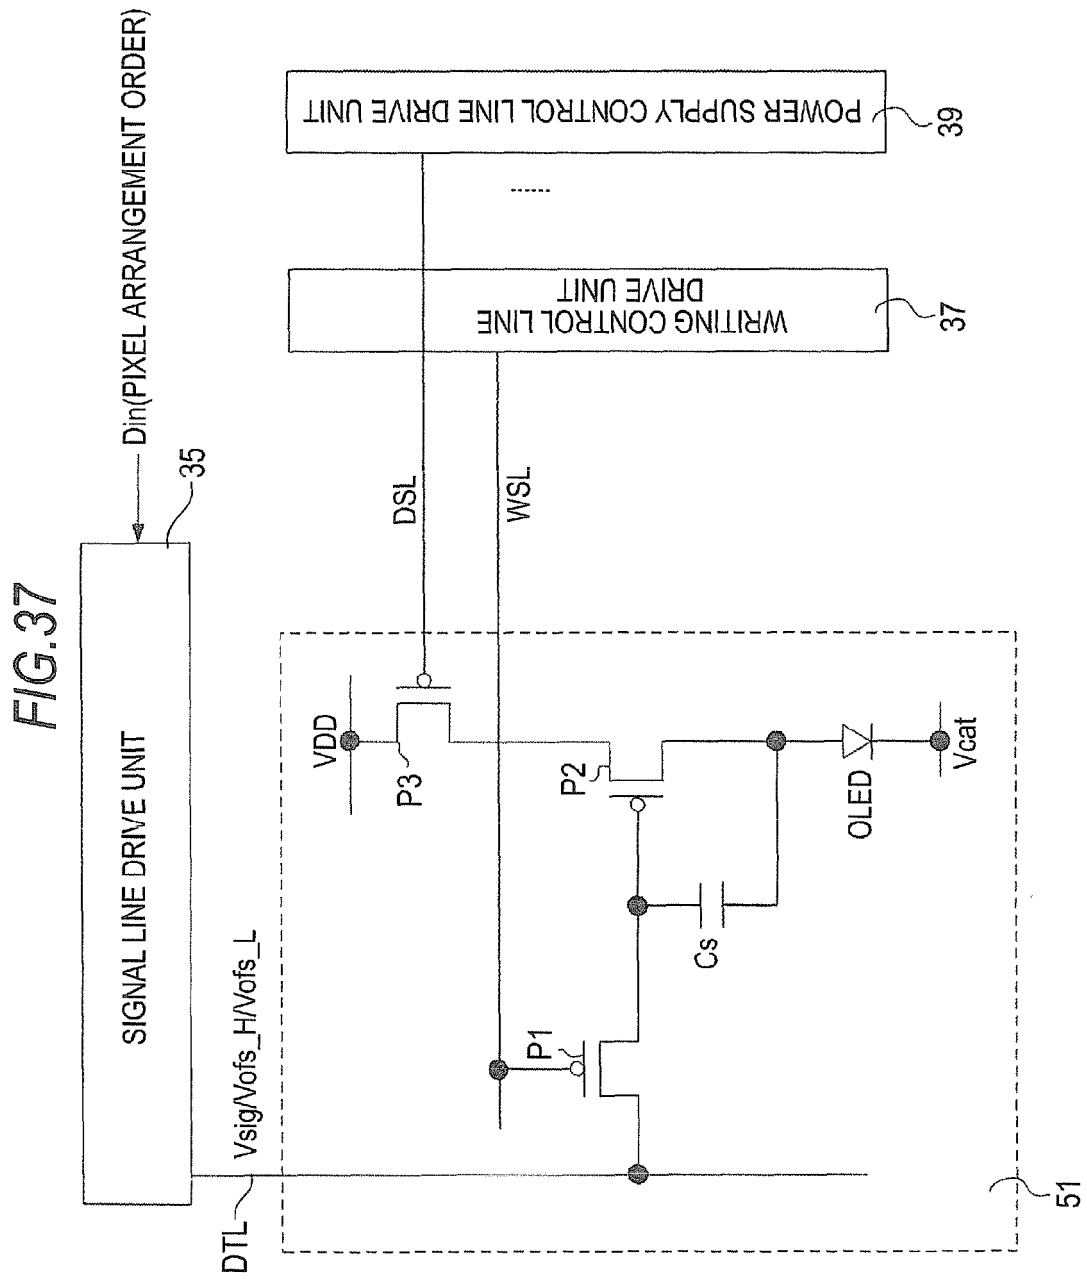 FIG.37
Din(PIXEL ARRANGEMENT ORDER)
SIGNAL LINE DRIVE UNIT
35
DTL
Vsig/Vofs_H/Vofs_L
VDD
DSL
WSL
P3
P2
P1
Cs
OLED
Vcat
51
WRITING CONTROL LINE
DRIVE UNIT
37
POWER SUPPLY CONTROL LINE DRIVE UNIT
39